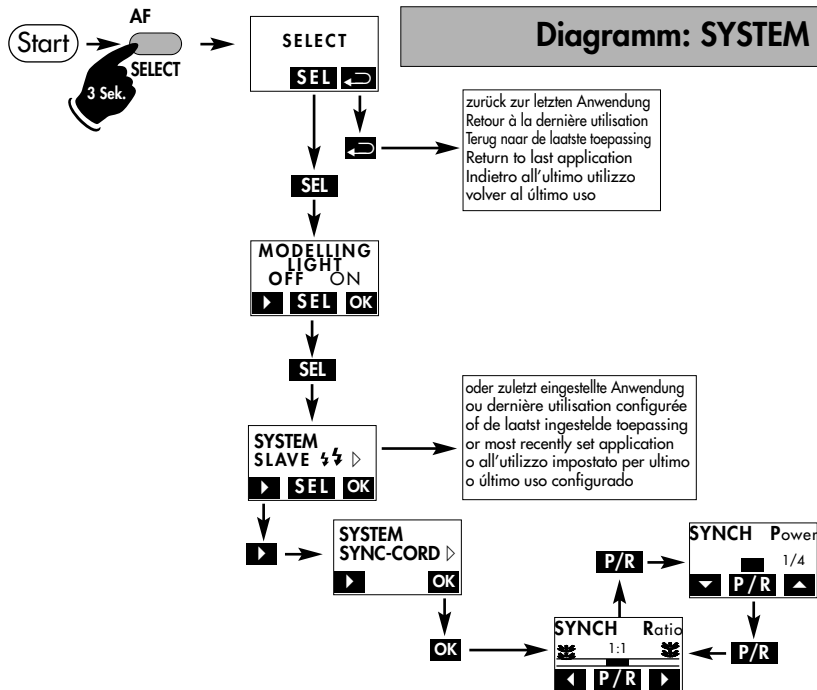 Diagramm: SYSTEM
AF
Start
SELECT
3 Sek.
SELECT
SEL
zurück zur letzten Anwendung
Retour à la dernière utilisation
Terug naar de laatste toepassing
Return to last application
Indietro all'ultimo utilizzo
volver al último uso
SEL
MODELLING
LIGHT
OFF ON
SEL OK
SEL
oder zuletzt eingestellte Anwendung
ou dernière utilisation configurée
of de laatst ingestelde toepassing
or most recently set application
o all'utilizzo impostato per ultimo
o último uso configurado
SYSTEM
SLAVE
SEL OK
SYSTEM
SYNC-CORD
OK
OK
P/R
SYNCH Power
1/4
P/R
P/R
SYNCH Ratio
1:1
P/R